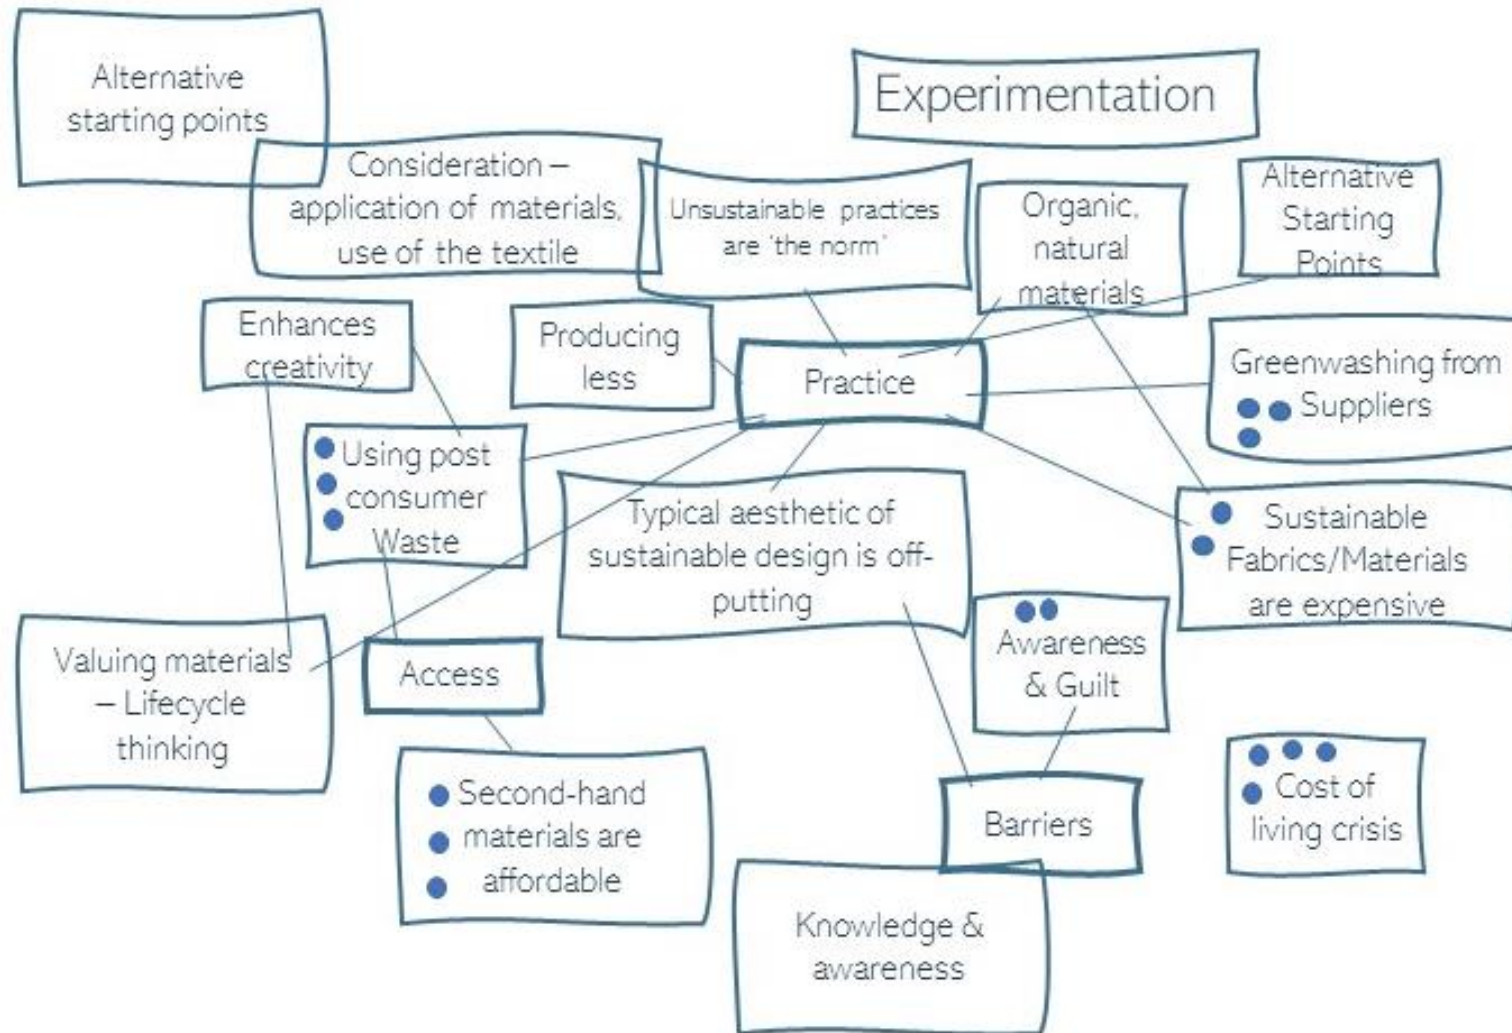 Alternative
starting points
Experimentation
Consideration –
application of materials,
use of the textile
Unsustainable practices
are 'the norm'
Organic,
natural
materials
Alternative
Starting
Points
Enhances
creativity
Producing
less
Practice
Greenwashing from
Suppliers
Using post
consumer
Waste
Typical aesthetic of
sustainable design is off-
putting
Sustainable
Fabrics/Materials
are expensive
Valuing materials
– Lifecycle
thinking
Access
Awareness
& Guilt
Second-hand
materials are
affordable
Barriers
Cost of
living crisis
Knowledge &
awareness